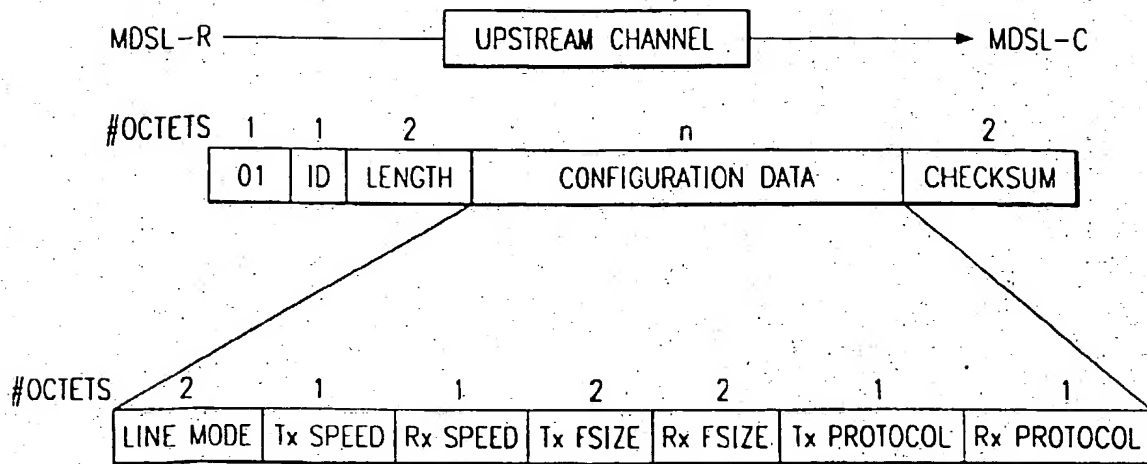 MDSL-R UPSTREAM CHANNEL MDSL-C
#OCTETS 1 1 2 n 2
01 ID LENGTH CONFIGURATION DATA CHECKSUM
#OCTETS 2 1 1 2 2 1 1
LINE MODE Tx SPEED Rx SPEED Tx FSIZE Rx FSIZE Tx PROTOCOL Rx PROTOCOL